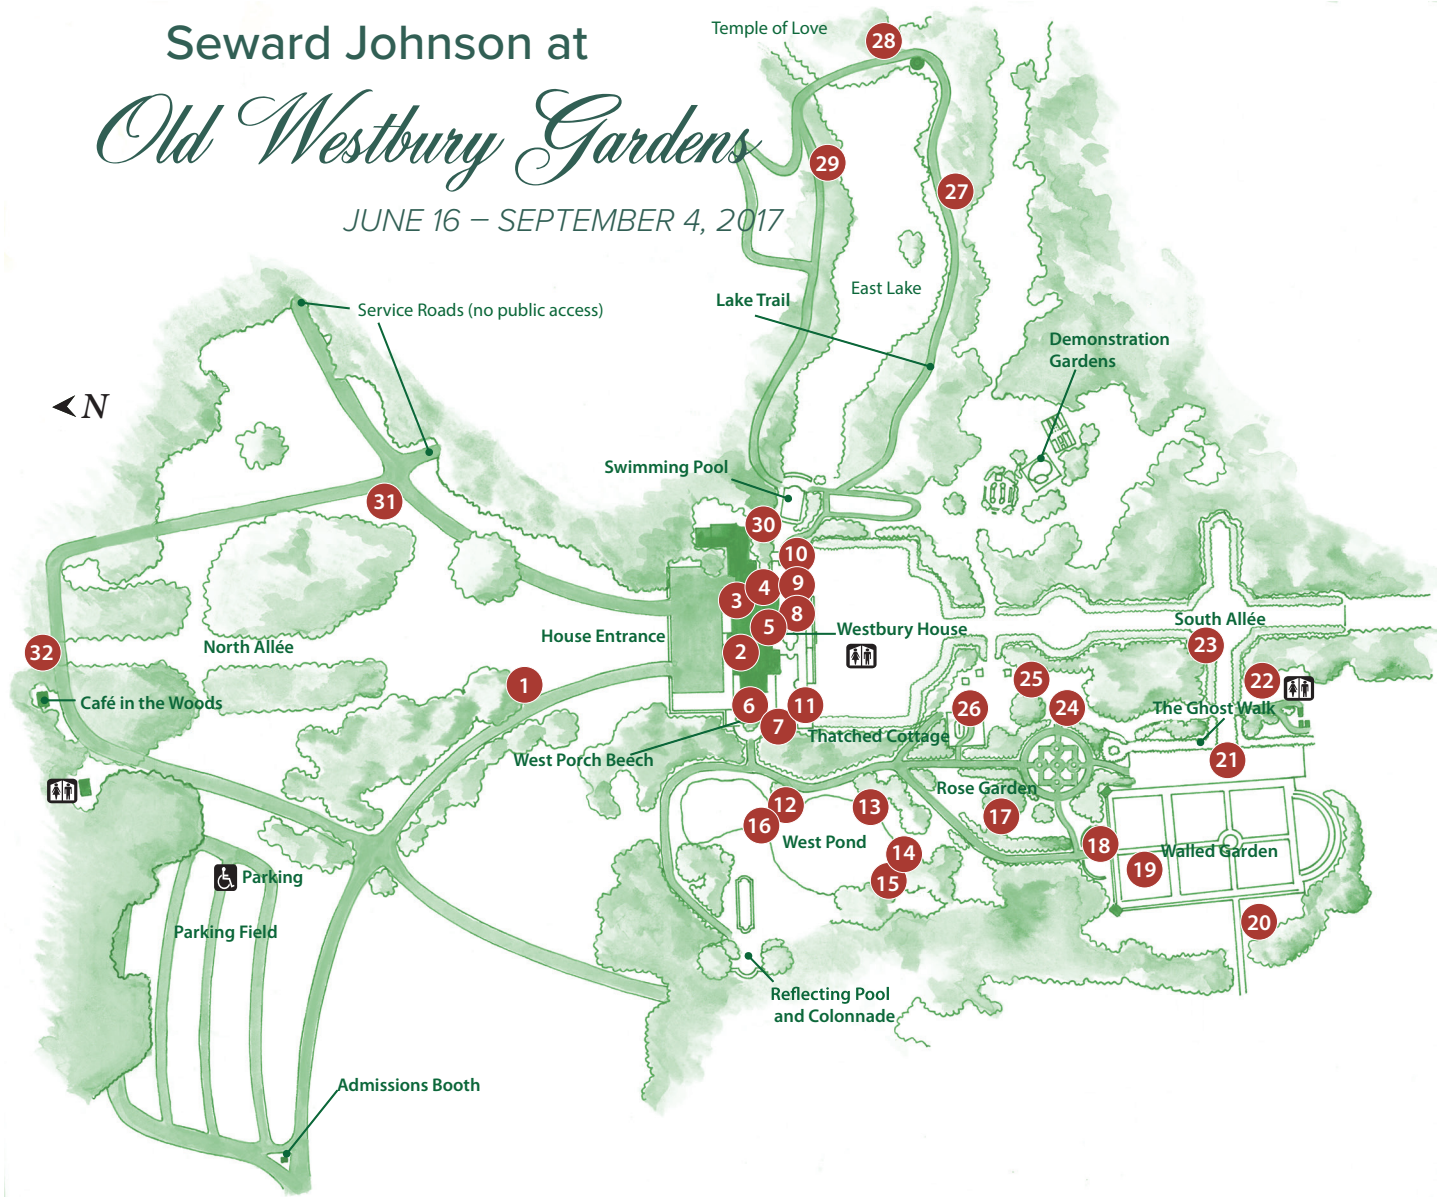 Seward Johnson at
Old Westbury Gardens
JUNE 16 – SEPTEMBER 4, 2017
Temple of Love
28
29
27
East Lake
Lake Trail
Service Roads (no public access)
Demonstration
Gardens
N
Swimming Pool
31
30
10
9
4
3
8
5
2
House Entrance
Westbury House
South Allée
23
North Allée
32
1
25
22
Café in the Woods
6
11
7
26
24
The Ghost Walk
Thatched Cottage
West Porch Beech
21
Rose Garden
12
13
16
17
West Pond
18
Walled Garden
14
19
15
Parking
20
Parking Field
Reflecting Pool
and Colonnade
Admissions Booth